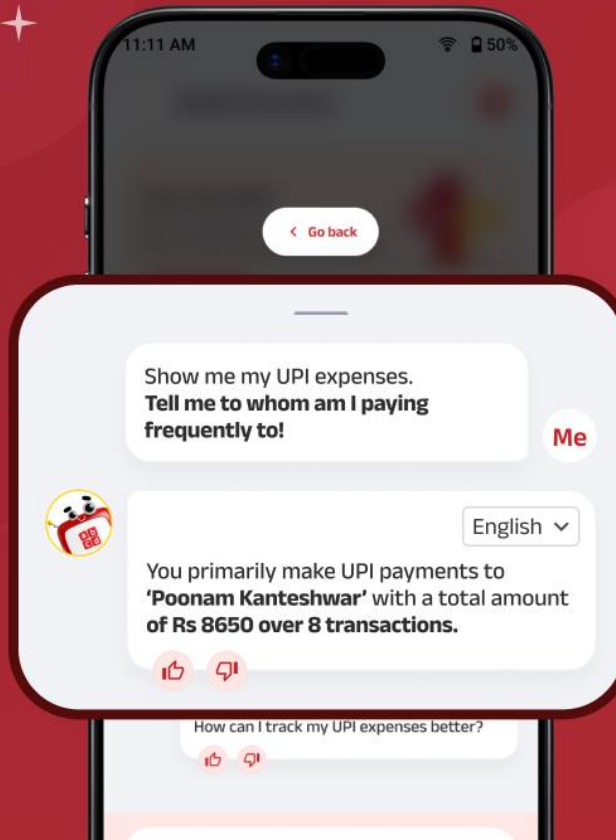 11:11 AM
50%
Go back
Show me my UPI expenses.
Tell me to whom am I paying
frequently to!
Me
English
You primarily make UPI payments to
‘Poonam Kanteshwar’ with a total amount
of Rs 8650 over 8 transactions.
How can I track my UPI expenses better?